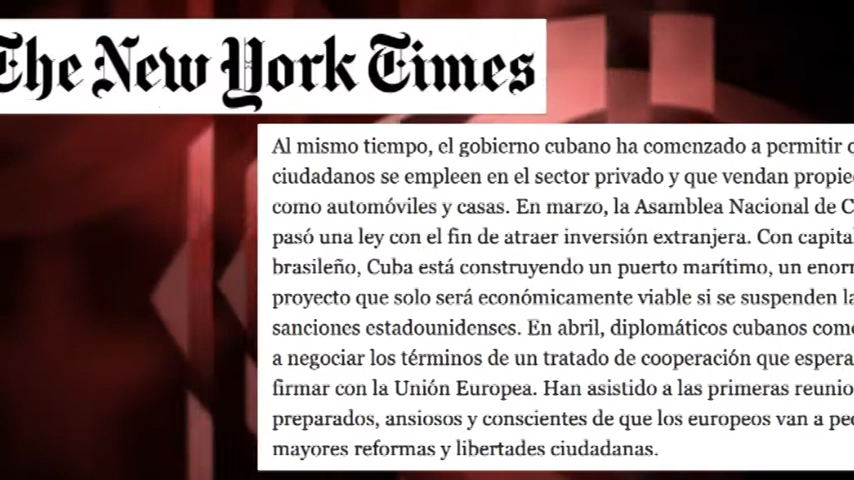 The New York Times
Al mismo tiempo, el gobierno cubano ha comenzado a permitir
ciudadanos se empleen en el sector privado y que vendan
como automóviles y casas. En marzo, la Asamblea Nacional de
pasó una ley con el fin de atraer inversión extranjera. Con
brasileño, Cuba está construyendo un puerto marítimo, un
proyecto que solo será económicamente viable si se suspenden
sanciones estadounidenses. En abril, diplomáticos cubanos
a negociar los términos de un tratado de cooperación que
firmar con la Unión Europea. Han asistido a las primeras
preparados, ansiosos y conscientes de que los europeos van a
mayores reformas y libertades ciudadanas.